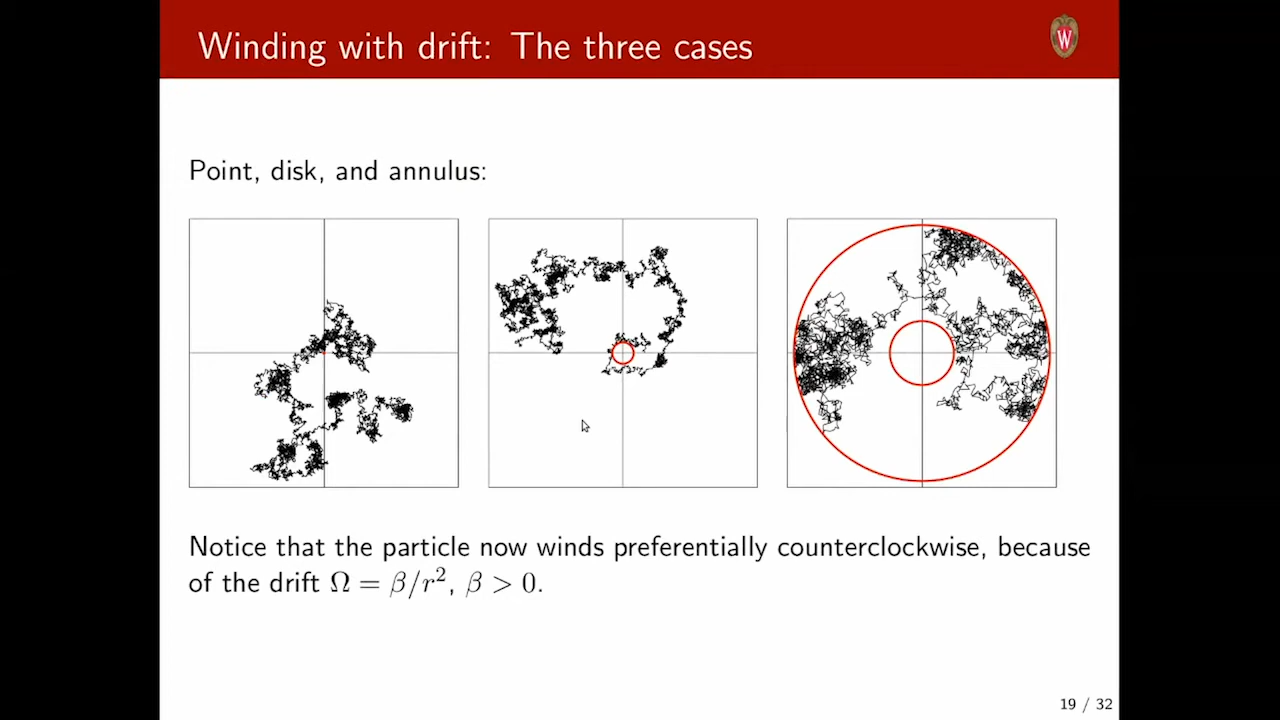 Winding with drift: The three cases
W
Point, disk, and annulus:
Notice that the particle now winds preferentially counterclockwise, because
of the drift Ω = β/r², β > 0.
19 / 32